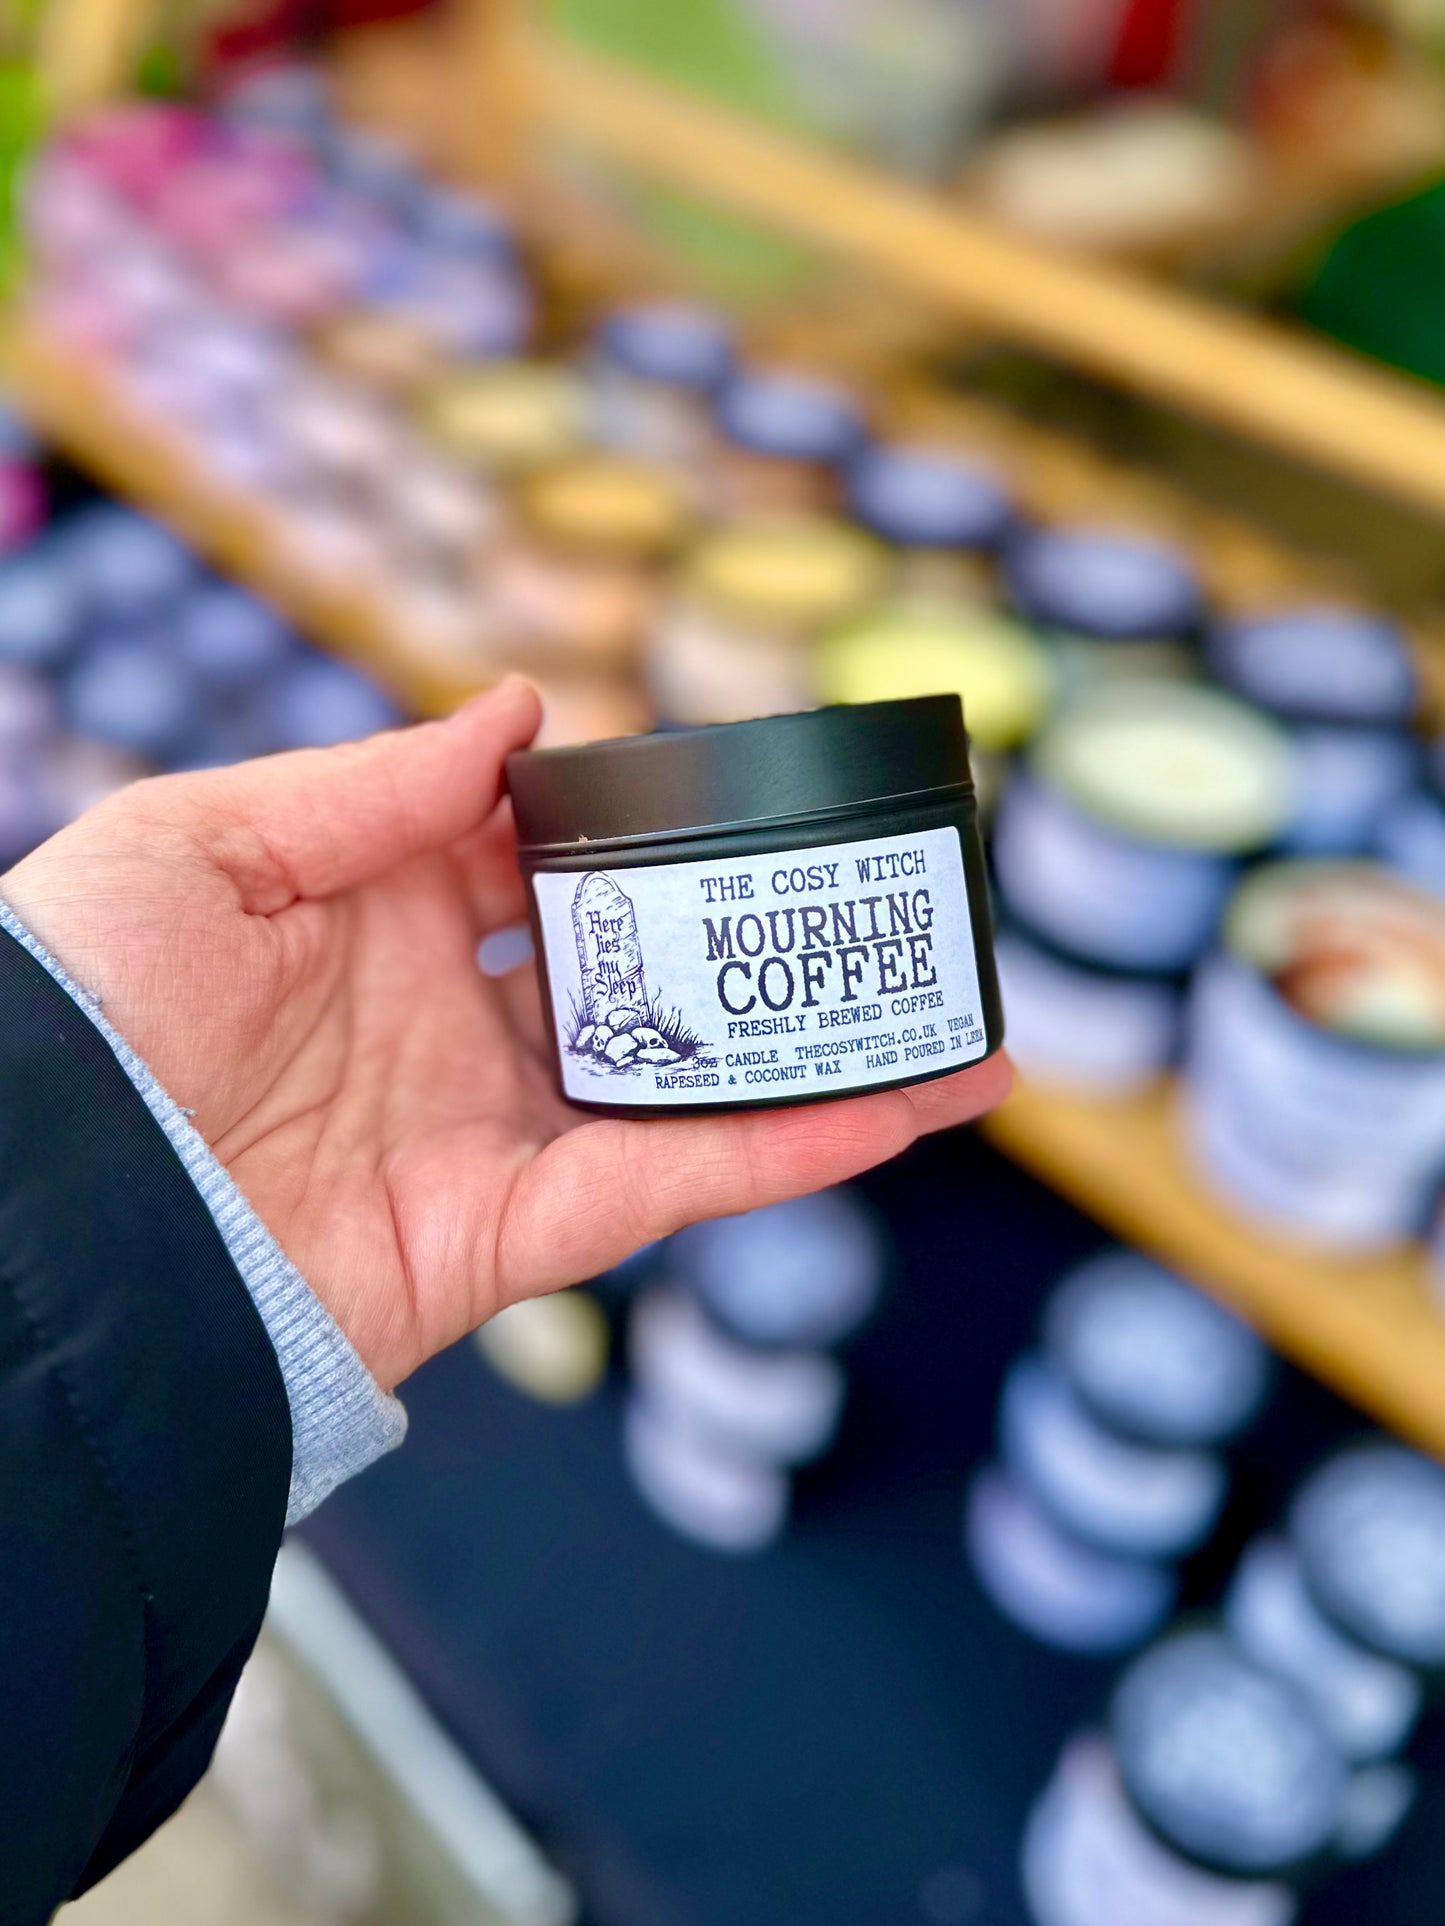 Here
lies
my
Sleep
THE COSY WITCH
MOURNING
COFFEE
FRESHLY BREWED COFFEE
3oz CANDLE THECOSYWITCH.CO.UK VEGAN
RAPESEED & COCONUT WAX HAND POURED IN LEEK